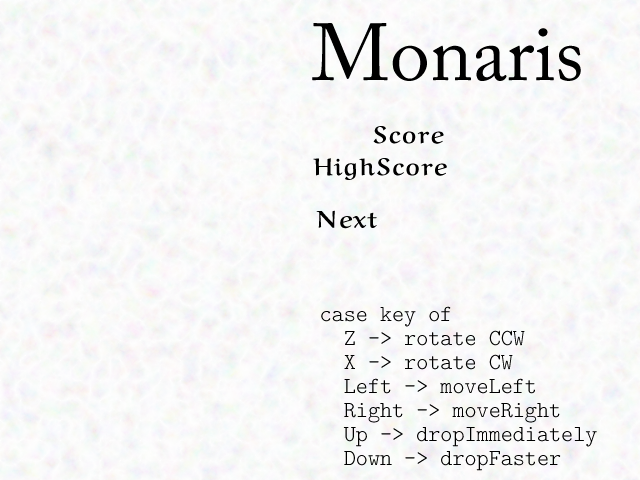 Monaris
Score
HighScore
Next
case key of
  Z -> rotate CCW
  X -> rotate CW
  Left -> moveLeft
  Right -> moveRight
  Up -> dropImmediately
  Down -> dropFaster